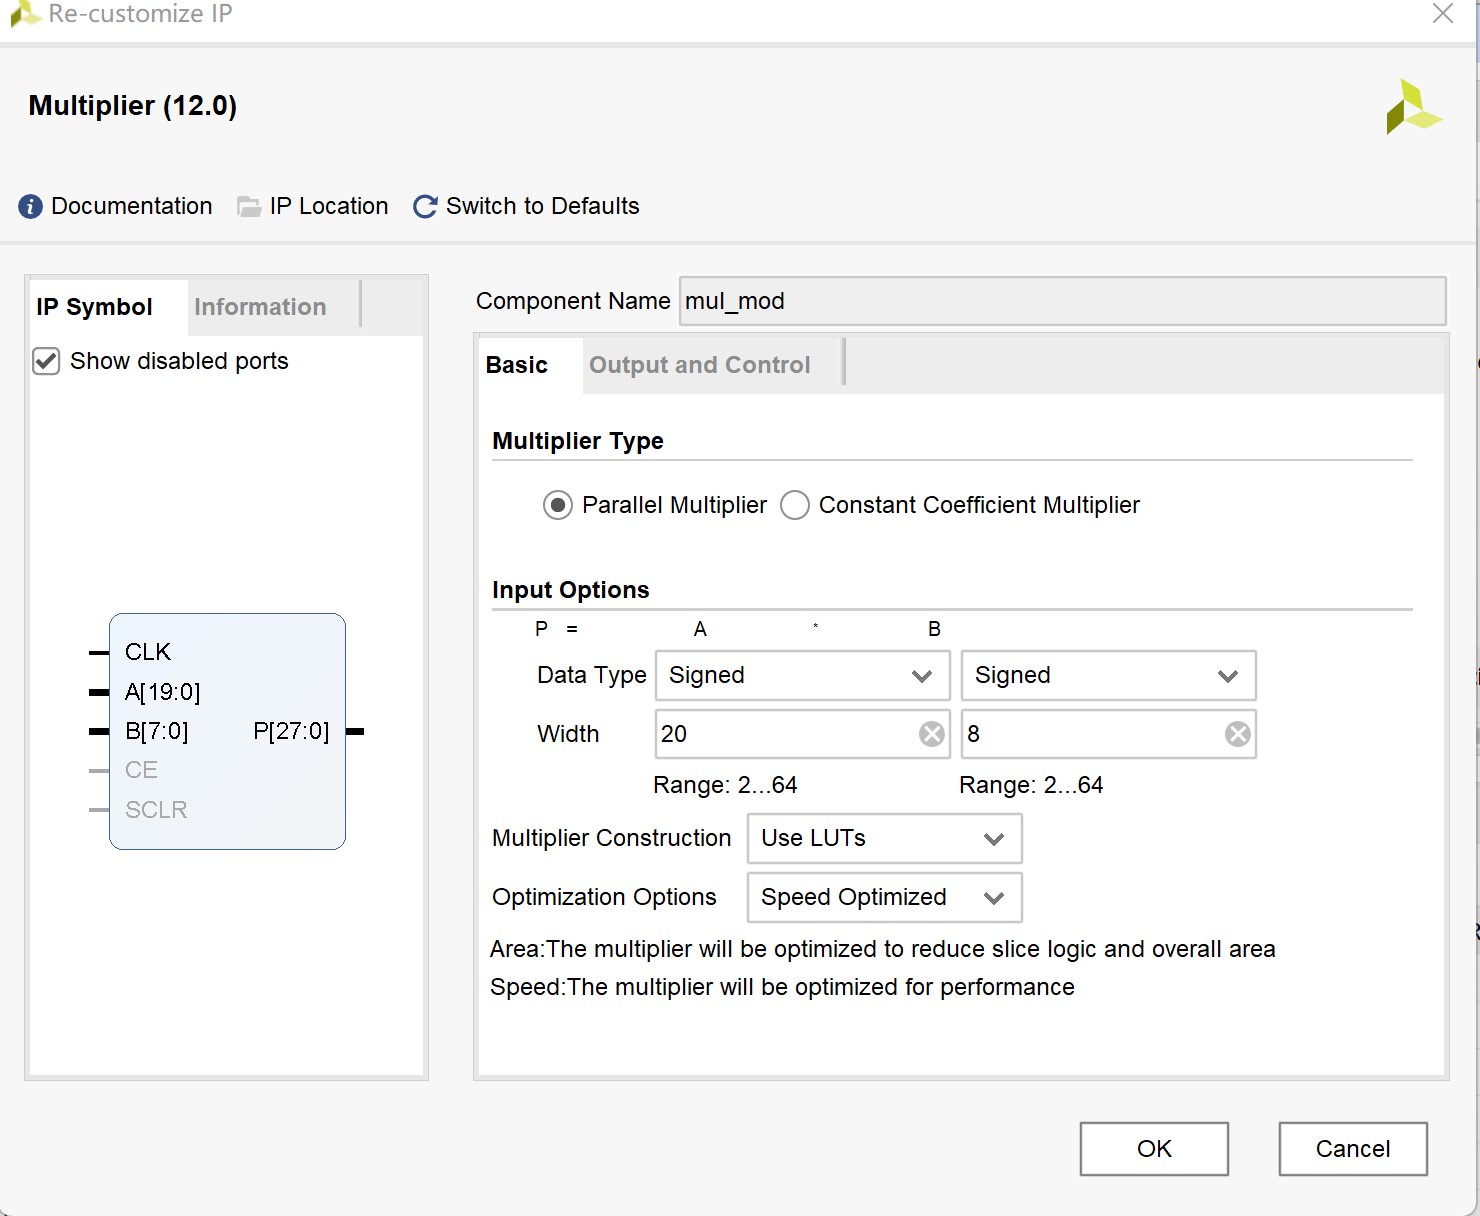 Re-customize IP
Multiplier (12.0)
Documentation IP Location Switch to Defaults
IP Symbol Information
Show disabled ports
CLK
A[19:0]
B[7:0] P[27:0]
CE
SCLR
Component Name mul_mod
Basic Output and Control
Multiplier Type
Parallel Multiplier Constant Coefficient Multiplier
Input Options
P = A * B
Data Type Signed Signed
Width 20 8
Range: 2...64 Range: 2...64
Multiplier Construction Use LUTs
Optimization Options Speed Optimized
Area:The multiplier will be optimized to reduce slice logic and overall area
Speed:The multiplier will be optimized for performance
OK Cancel